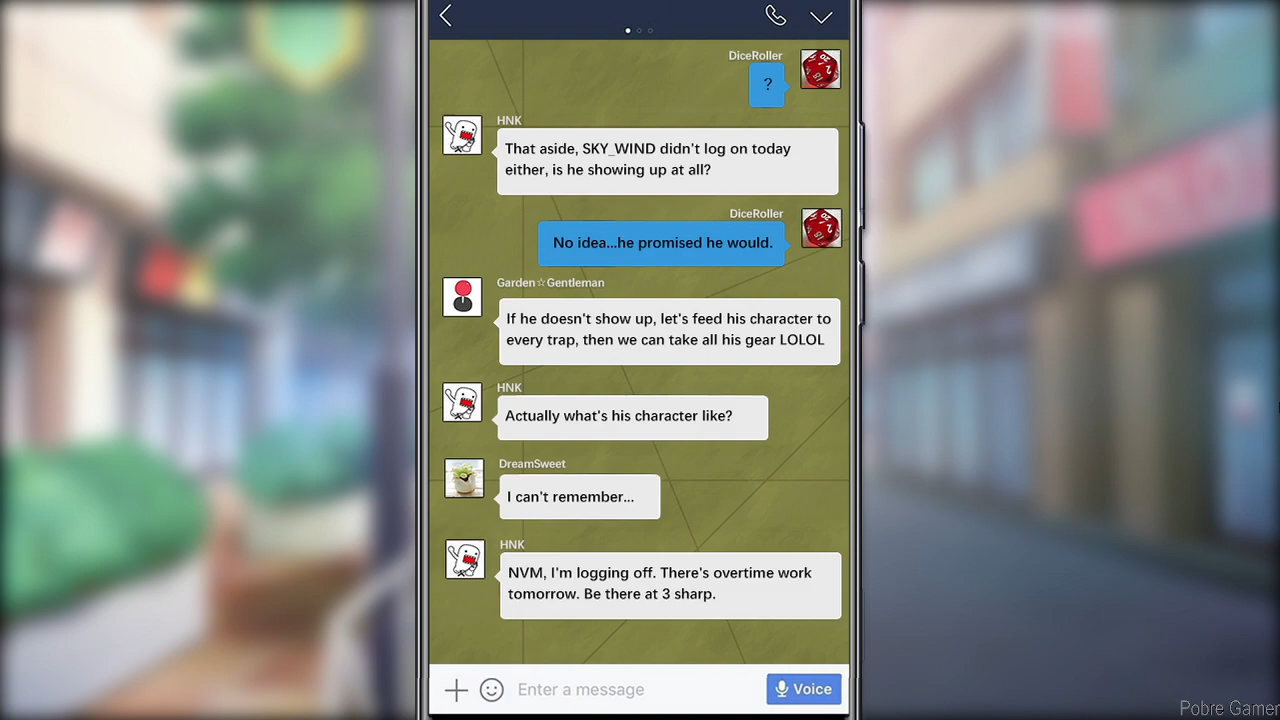 DiceRoller
?
HNK
That aside, SKY_WIND didn't log on today
either, is he showing up at all?
DiceRoller
No idea...he promised he would.
Garden☆Gentleman
If he doesn't show up, let's feed his character to
every trap, then we can take all his gear LOLOL
HNK
Actually what's his character like?
DreamSweet
I can't remember...
HNK
NVM, I'm logging off. There's overtime work
tomorrow. Be there at 3 sharp.
Enter a message
Voice
Pobre Gamer